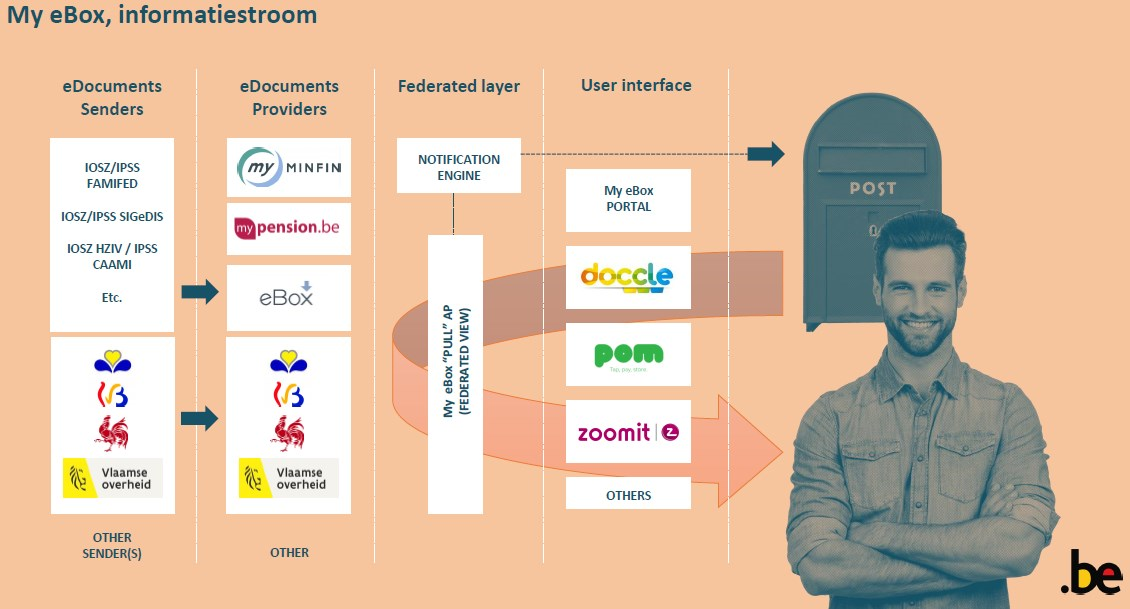 My eBox, informatiestroom
eDocuments
Senders
IOSZ/IPSS
FAMIFED
IOSZ/IPSS SIGeDIS
IOSZ HZIV / IPSS
CAAMI
Etc.
Vlaamse
overheid
OTHER
SENDER(S)
eDocuments
Providers
my MINFIN
mypension.be
eBox
Vlaamse
overheid
OTHER
Federated layer
NOTIFICATION
ENGINE
My eBox “PULL” AP
(FEDERATED VIEW)
User interface
My eBox
PORTAL
doccle
pom
Tap, pay, store.
zoomit z
OTHERS
POST
.be